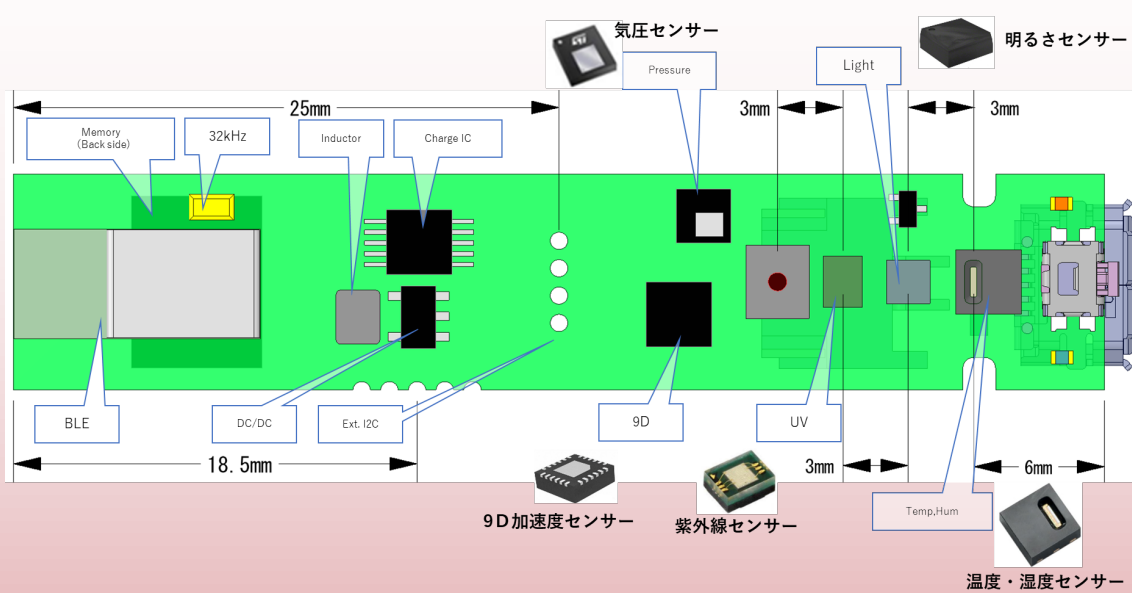 気圧センサー
明るさセンサー
Pressure
Light
25mm
3mm
3mm
Memory
(Back side)
32kHz
Inductor
Charge IC
BLE
DC/DC
Ext. I2C
9D
UV
18.5mm
3mm
6mm
Temp,Hum
9D加速度センサー
紫外線センサー
温度・湿度センサー